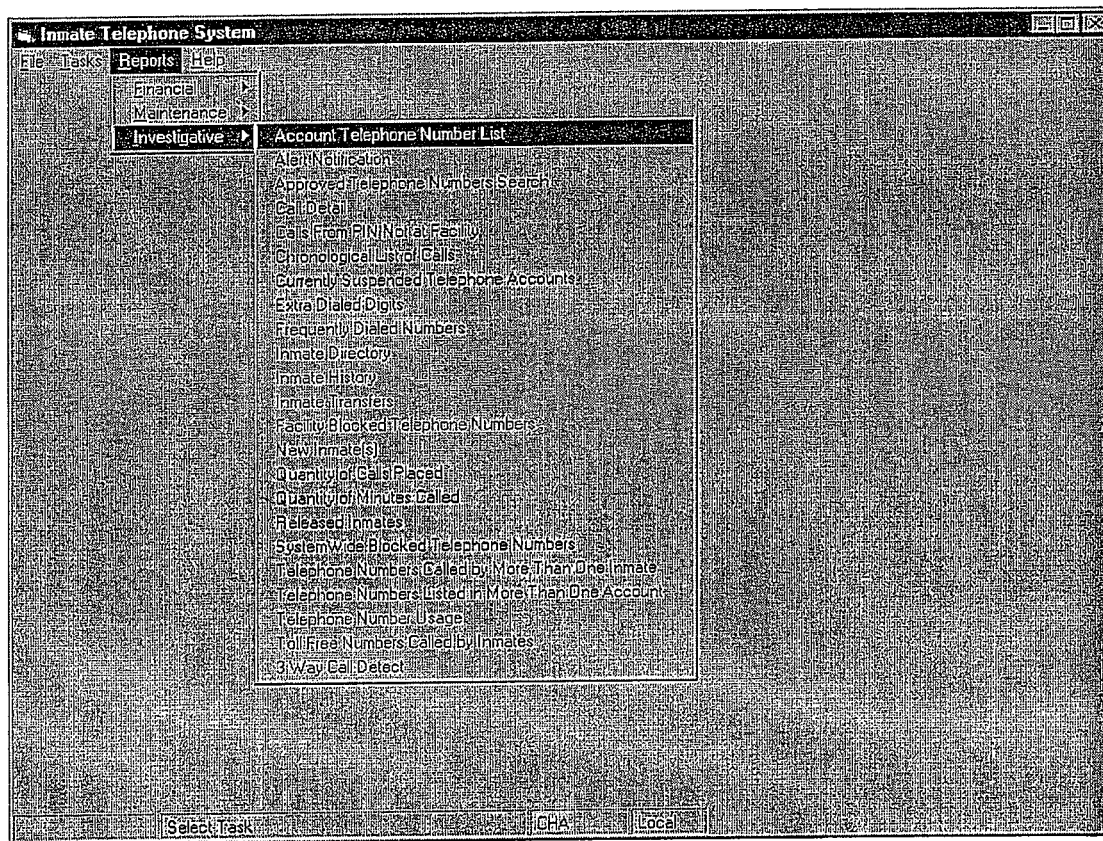 Inmate Telephone System
File Tasks Reports Help
Financial
Maintenance
Investigative
Account Telephone Number List
Alert Notification
Approved Telephone Numbers Search
Call Detail
Calls From PIN Not at Facility
Chronological List of Calls
Currently Suspended Telephone Accounts
Extra Dialed Digits
Frequently Dialed Numbers
Inmate Directory
Inmate History
Inmate Transfers
Facility Blocked Telephone Numbers
New Inmate(s)
Quantity of Calls Placed
Quantity of Minutes Called
Released Inmates
System Wide Blocked Telephone Numbers
Telephone Numbers Called by More Than One Inmate
Telephone Numbers Listed in More Than One Account
Telephone Number Usage
Toll Free Numbers Called by Inmates
3 Way Call Detect
Select Task CHA Local